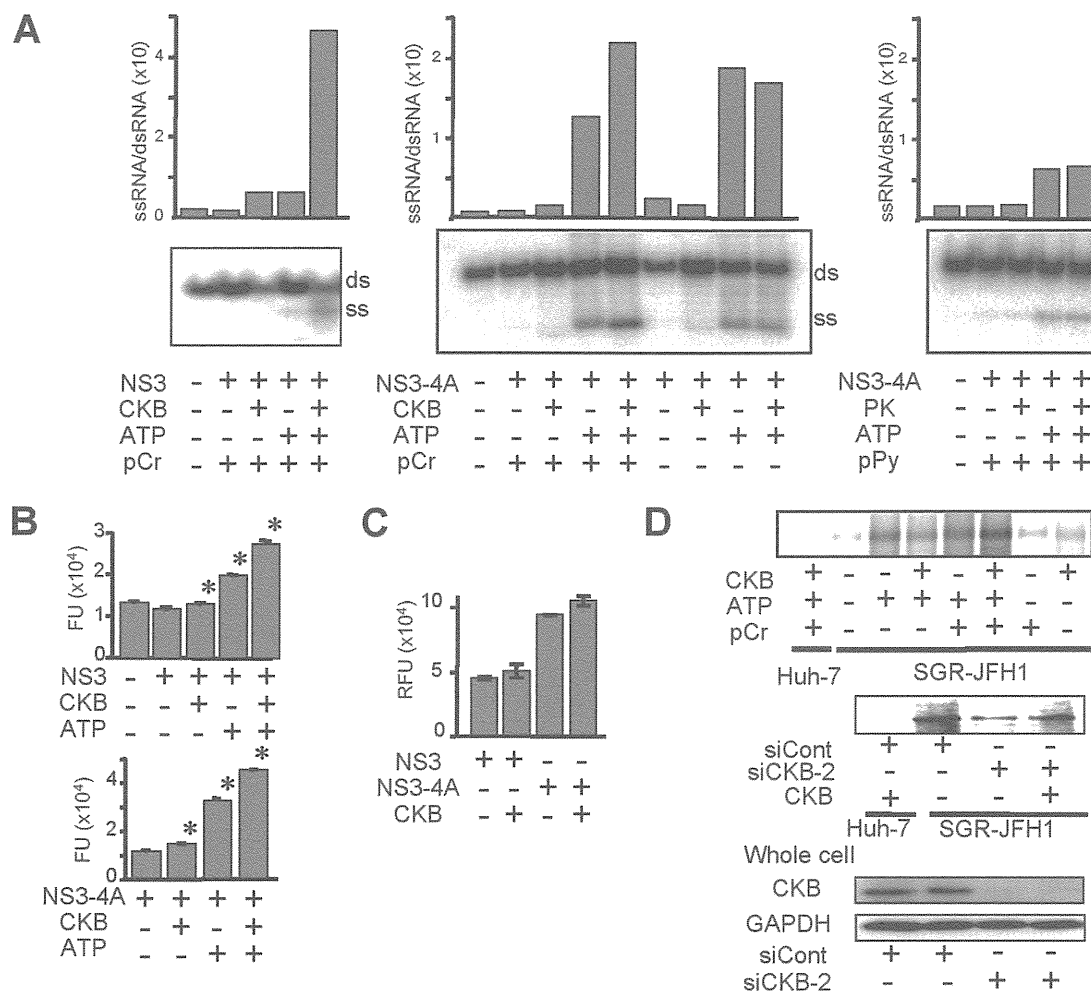 A
ssRNA/dsRNA (x10)
4
2
0
ds
ss
NS3 - + + + +
CKB - - + - +
ATP - - - + +
pCr - + + + +
ssRNA/dsRNA (x10)
2
1
0
ds
ss
NS3-4A - + + + + + + + +
CKB - - + - + - + - +
ATP - - - + + - - + +
pCr - + + + + - - - -
ssRNA/dsRNA (x10)
2
1
0
NS3-4A - + + + +
PK - - + - +
ATP - - - + +
pPy - + + + +
B
FU (x10⁴)
3
2
1
0
* * *
NS3 - + + + +
CKB - - + - +
ATP - - - + +
FU (x10⁴)
4
2
0
* * *
NS3-4A + + + +
CKB - + - +
ATP - - + +
C
RFU (x10⁴)
10
5
0
NS3 + + - -
NS3-4A - - + +
CKB - + - +
D
CKB + - - + - + - +
ATP + - + + + + - -
pCr + - - - + + + -
Huh-7 SGR-JFH1
siCont + + - -
siCKB-2 - - + +
CKB + - - +
Huh-7 SGR-JFH1
Whole cell
CKB
GAPDH
siCont + + - -
siCKB-2 - - + +